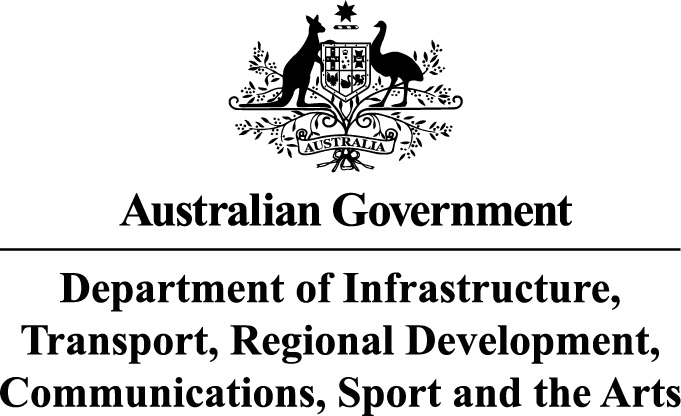 AUSTRALIA
Australian Government
Department of Infrastructure,
Transport, Regional Development,
Communications, Sport and the Arts